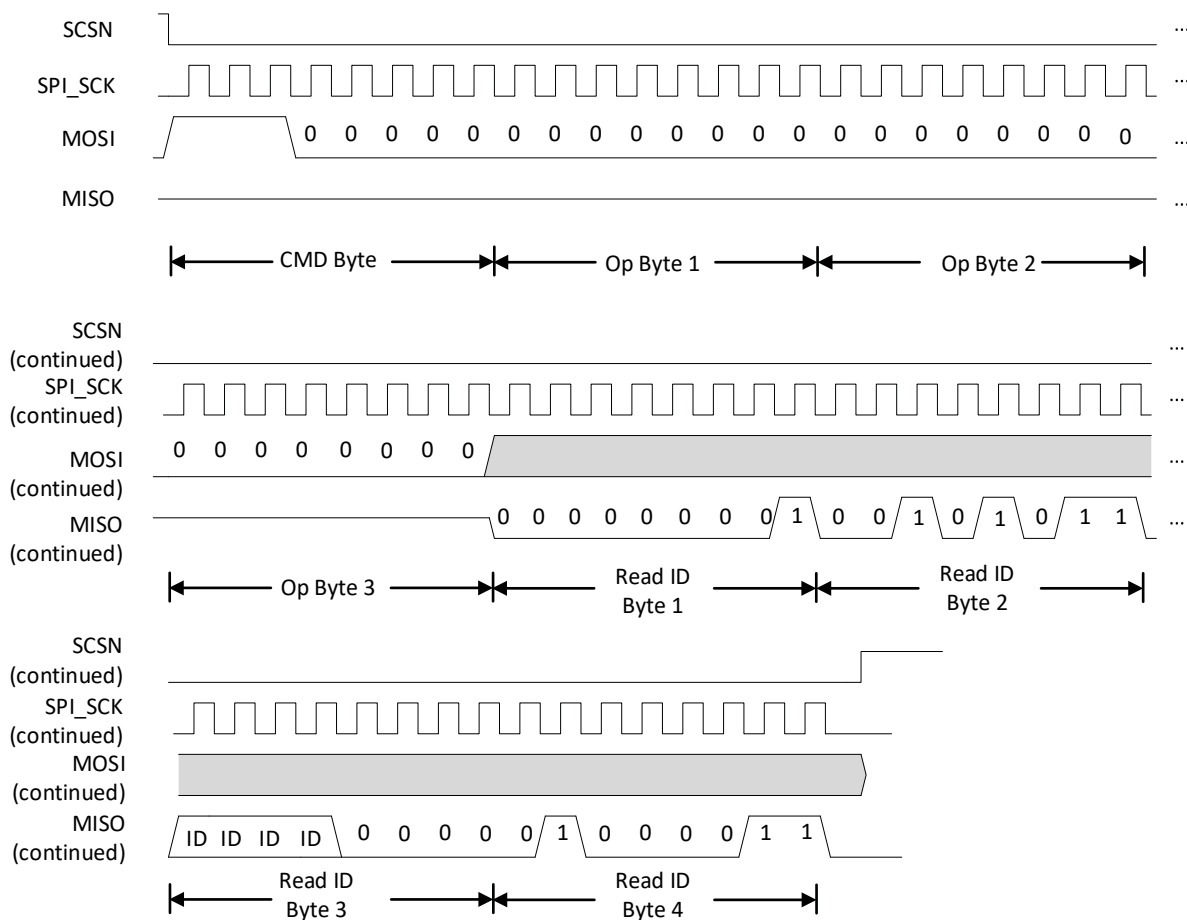 SCSN ...
SPI_SCK ...
MOSI 0 0 0 0 0 0 0 0 0 0 0 0 0 0 0 0 0 0 0 0 0 ...
MISO ...
CMD Byte Op Byte 1 Op Byte 2
SCSN
(continued) ...
SPI_SCK
(continued) ...
MOSI
(continued) 0 0 0 0 0 0 0 0 ...
MISO
(continued) 0 0 0 0 0 0 0 1 0 0 1 0 1 0 1 1 ...
Op Byte 3 Read ID Byte 1 Read ID Byte 2
SCSN
(continued)
SPI_SCK
(continued)
MOSI
(continued)
MISO
(continued) ID ID ID ID 0 0 0 0 0 1 0 0 0 0 1 1
Read ID Byte 3 Read ID Byte 4